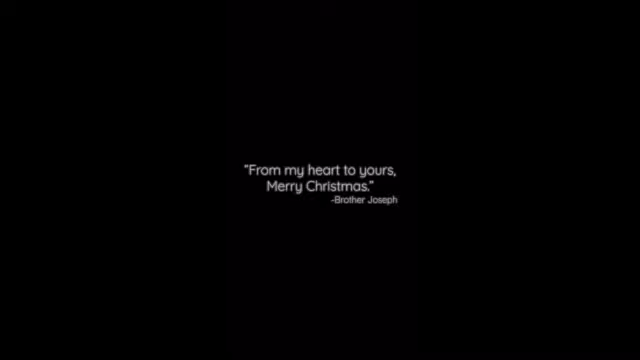 “From my heart to yours,
Merry Christmas.”
-Brother Joseph